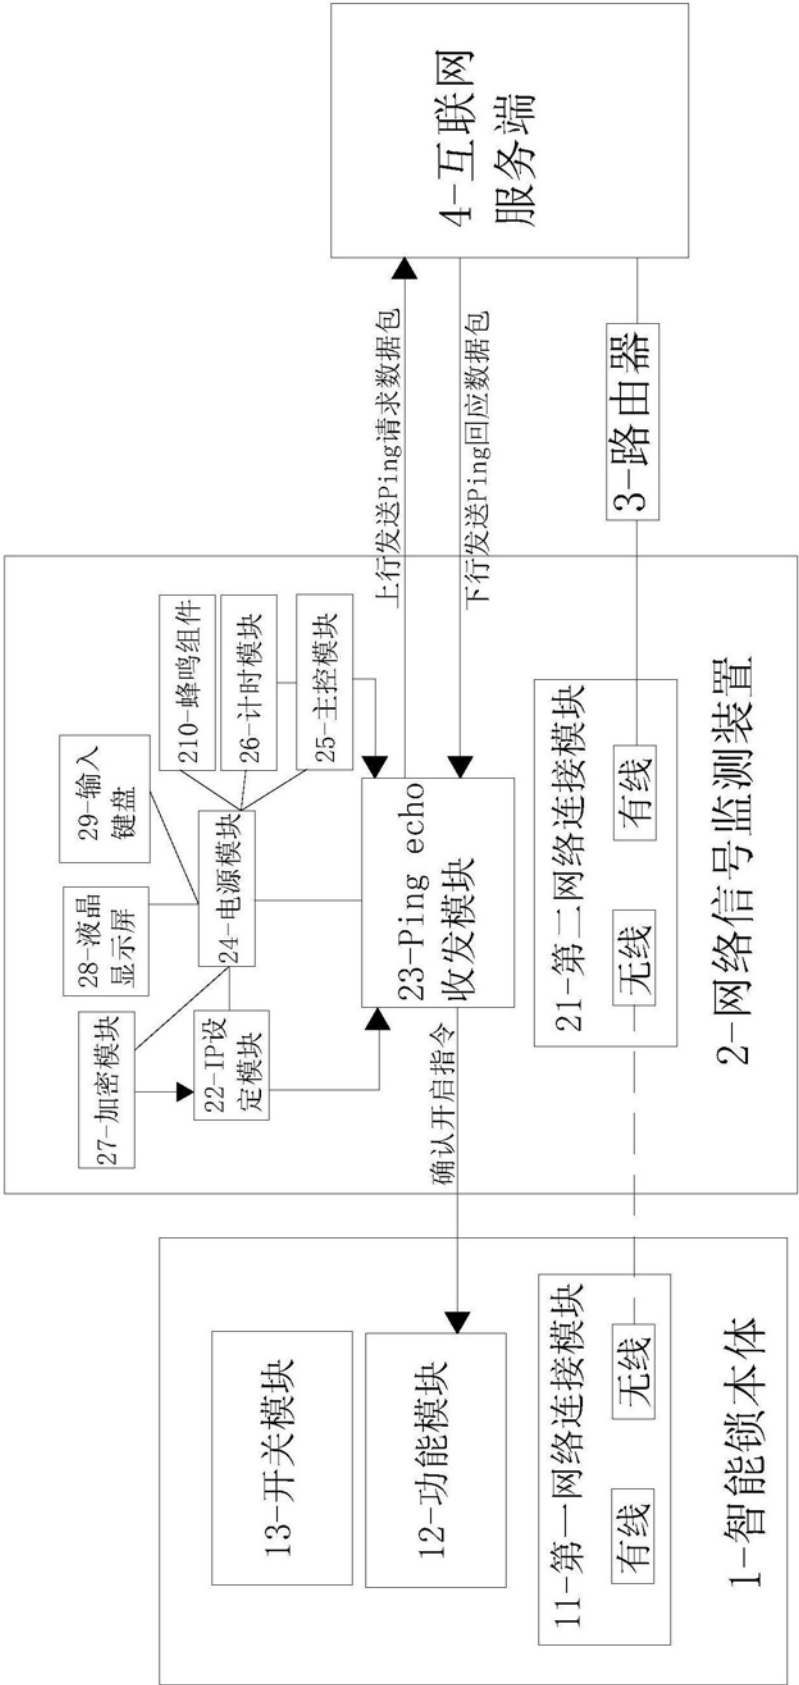 13-开关模块
12-功能模块
11-第一网络连接模块
有线
无线
1-智能锁本体
27-加密模块
28-液晶
显示屏
29-输入
键盘
22-IP设
定模块
24-电源模块
210-蜂鸣组件
26-计时模块
25-主控模块
23-Ping echo
收发模块
确认开启指令
21-第二网络连接模块
无线
有线
2-网络信号监测装置
上行发送Ping请求数据包
下行发送Ping回应数据包
3-路由器
4-互联网
服务端